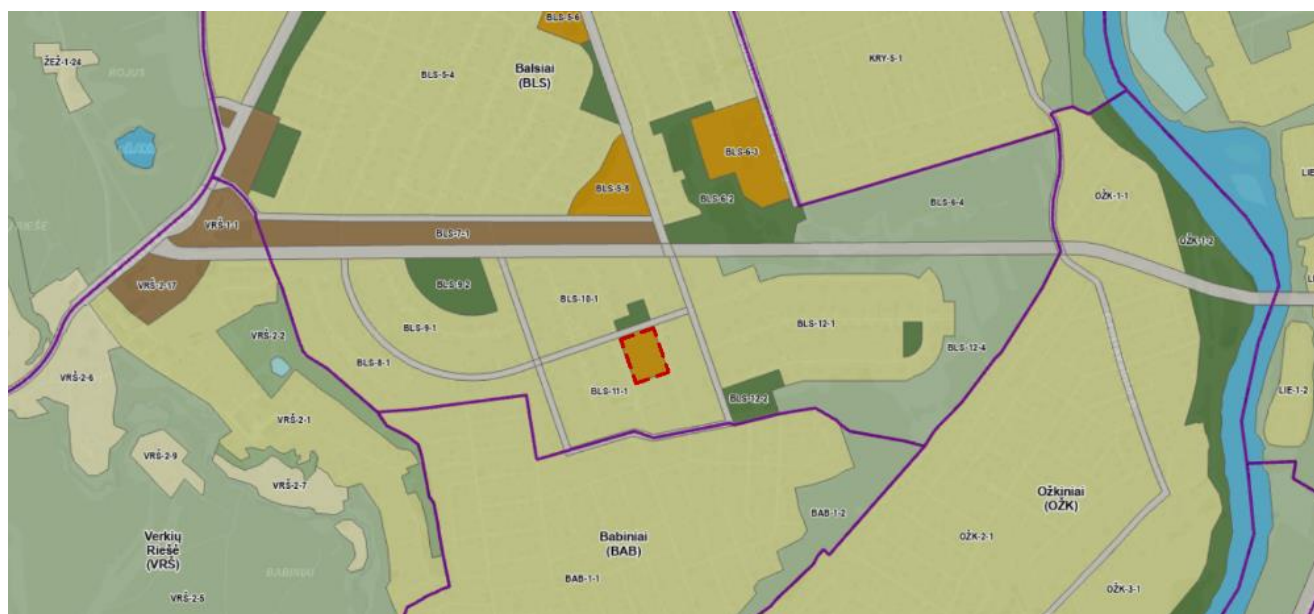 BLS-5-6
ŽEŽ-1-24
ROJUS
BLS-5-4
Balsiai
(BLS)
KRY-5-1
BLS-6-3
BLS-5-8
BLS-6-2
BLS-6-4
OŽK-1-1
VRŠ-1-1
BLS-7-1
OŽK-1-2
VRŠ-2-17
BLS-9-2
BLS-10-1
BLS-12-1
BLS-9-1
VRŠ-2-2
BLS-8-1
BLS-12-4
VRŠ-2-6
BLS-11-1
LIE-1-2
BLS-12-2
VRŠ-2-1
VRŠ-2-9
VRŠ-2-7
Ožkiniai
(OŽK)
BAB-1-2
Verkių
Riešė
(VRŠ)
Babiniai
(BAB)
OŽK-2-1
BABINIAI
BAB-1-1
OŽK-3-1
VRŠ-2-5